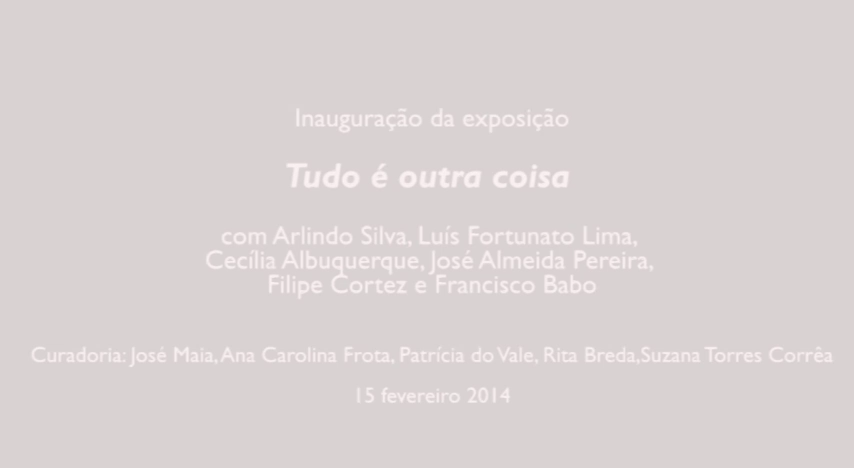 Inauguração da exposição
Tudo é outra coisa
com Arlindo Silva, Luís Fortunato Lima,
Cecília Albuquerque, José Almeida Pereira,
Filipe Cortez e Francisco Babo
Curadoria: José Maia, Ana Carolina Frota, Patrícia do Vale, Rita Breda,Suzana Torres Corrêa
15 fevereiro 2014